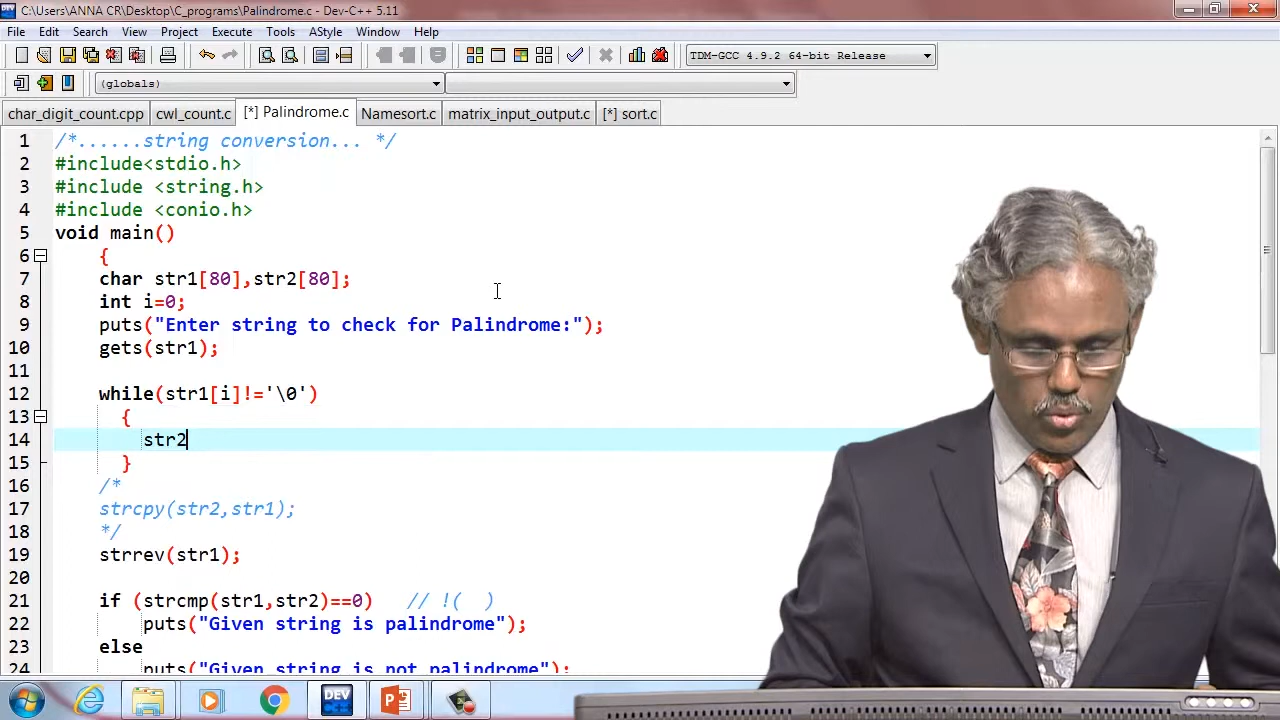 C:\Users\ANNA CR\Desktop\C_programs\Palindrome.c - Dev-C++ 5.11
File Edit Search View Project Execute Tools AStyle Window Help
TDM-GCC 4.9.2 64-bit Release
(globals)
char_digit_count.cpp cwl_count.c [*] Palindrome.c Namesort.c matrix_input_output.c [*] sort.c
1 /*......string conversion... */
2 #include<stdio.h>
3 #include <string.h>
4 #include <conio.h>
5 void main()
6 {
7 char str1[80],str2[80];
8 int i=0;
9 puts("Enter string to check for Palindrome:");
10 gets(str1);
11
12 while(str1[i]!='\0')
13 {
14 str2
15 }
16 /*
17 strcpy(str2,str1);
18 */
19 strrev(str1);
20
21 if (strcmp(str1,str2)==0) // !( )
22 puts("Given string is palindrome");
23 else
24 puts("Given string is not palindrome");
DEV C++